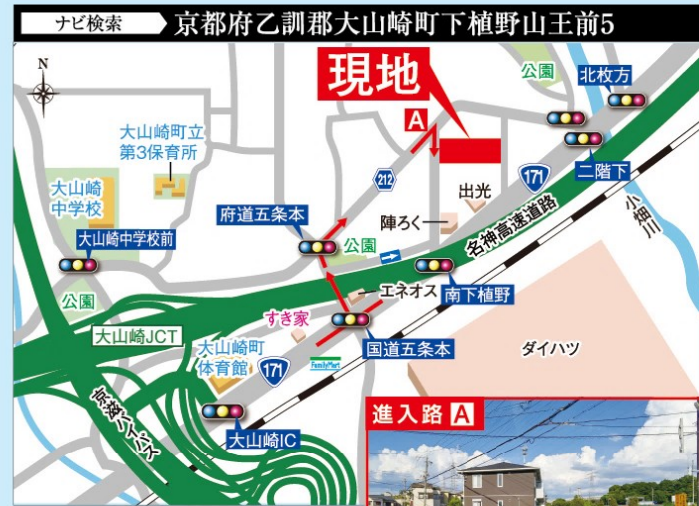 ナビ検索
京都府乙訓郡大山崎町下植野山王前5
N
現地
A
公園
北枚方
大山崎町立
第3保育所
大山崎
中学校
212
出光
171
二階下
府道五条本
陣ろく
小畑川
大山崎中学校前
公園
名神高速道路
公園
エネオス
南下植野
すき家
大山崎JCT
大山崎町
体育館
171
FamilyMart
国道五条本
ダイハツ
京滋バイパス
大山崎IC
進入路 A